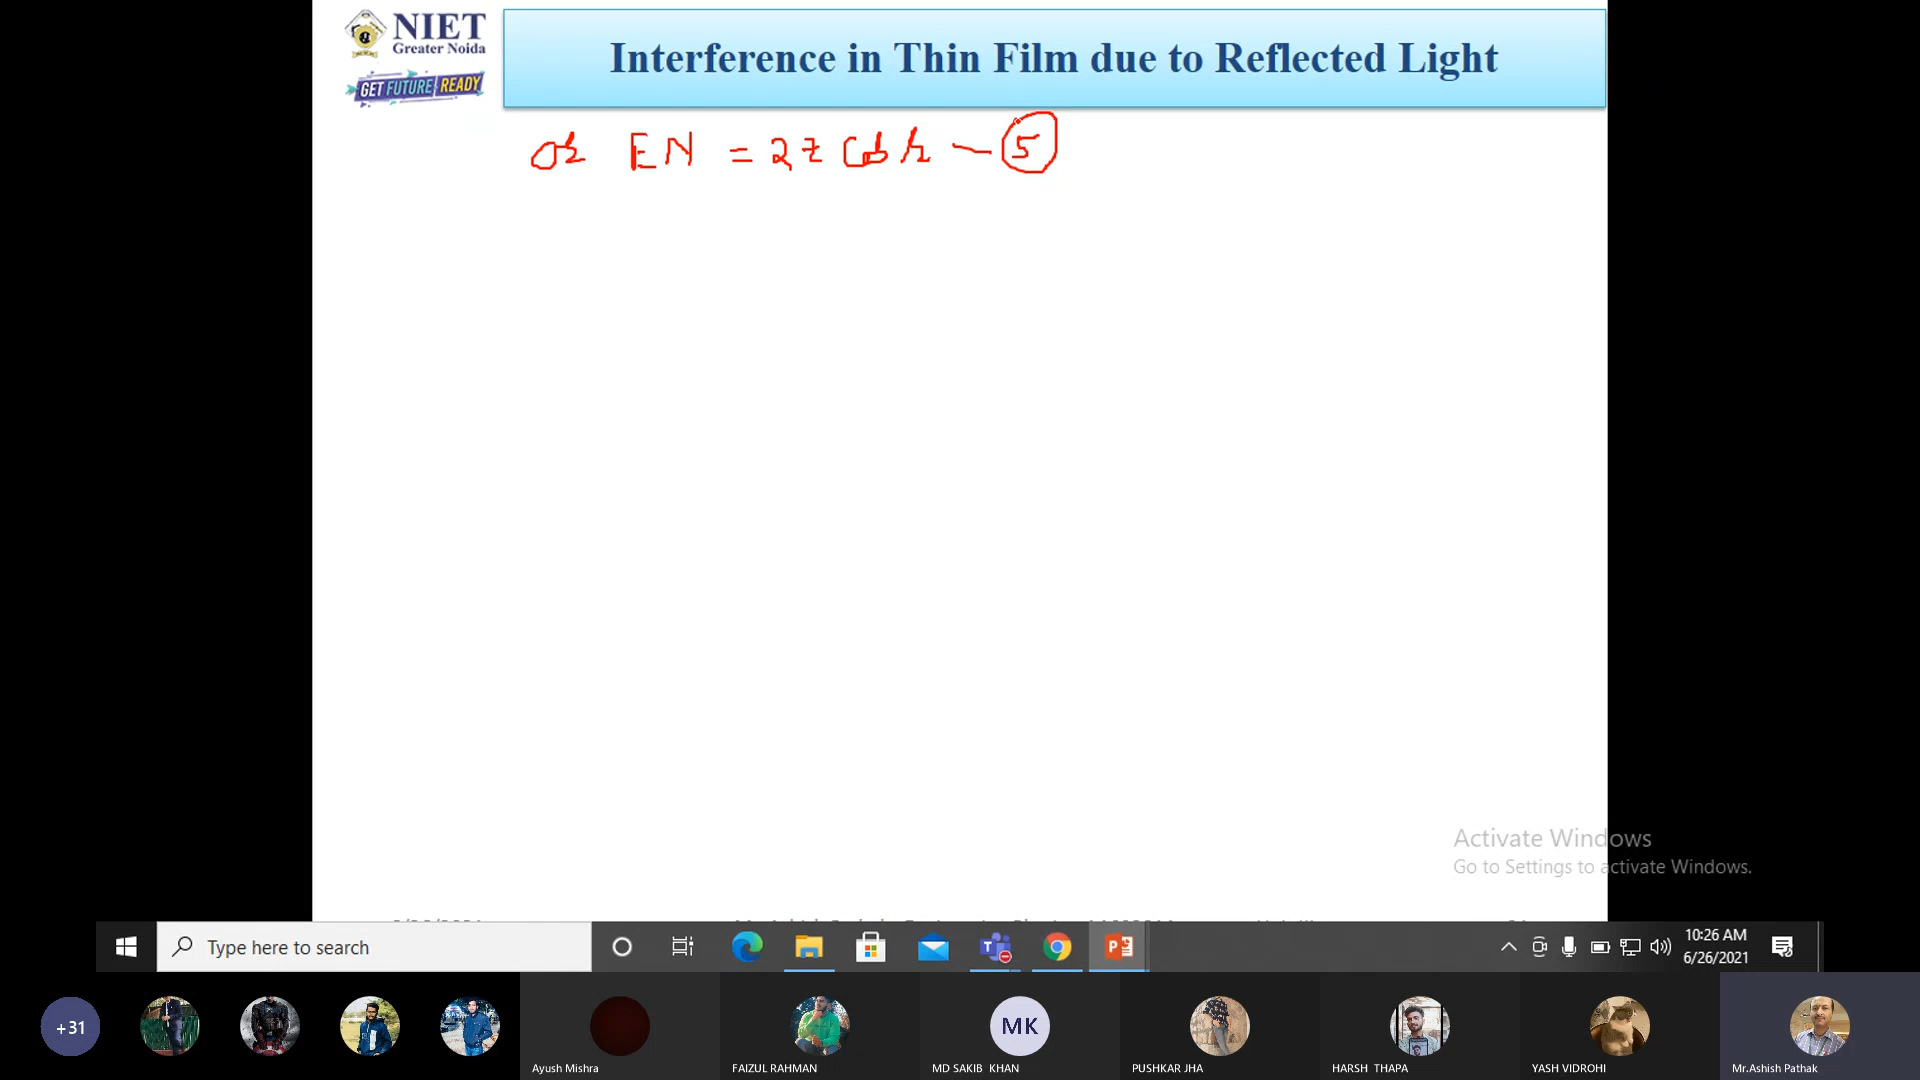 NIET
Greater Noida
GET FUTURE READY
Interference in Thin Film due to Reflected Light
Or EN = 2t Cos r — 5
Activate Windows
Go to Settings to activate Windows.
Type here to search
10:26 AM
6/26/2021
+31
MK
Ayush Mishra
FAIZUL RAHMAN
MD SAKIB KHAN
PUSHKAR JHA
HARSH THAPA
YASH VIDROHI
Mr.Ashish Pathak